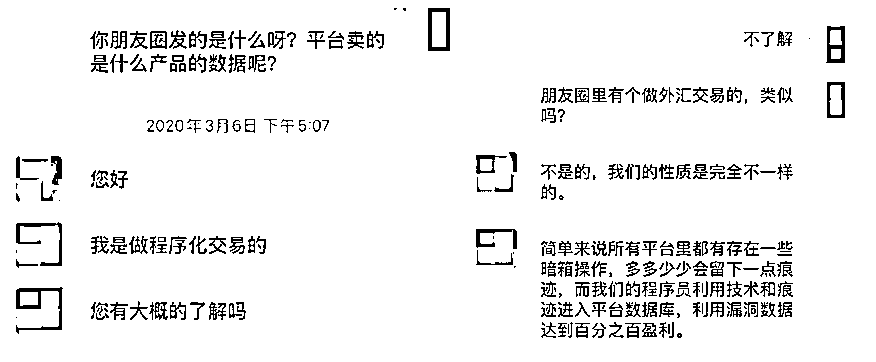 你朋友圈发的是什么呀？平台卖的
是什么产品的数据呢？
2020年3月6日 下午5:07
您好
我是做程序化交易的
您有大概的了解吗
不了解
朋友圈里有个做外汇交易的，类似
吗？
不是的，我们的性质是完全不一样
的。
简单来说所有平台里都有存在一些
暗箱操作，多多少少会留下一点痕
迹，而我们的程序员利用技术和痕
迹进入平台数据库，利用漏洞数据
达到百分之百盈利。